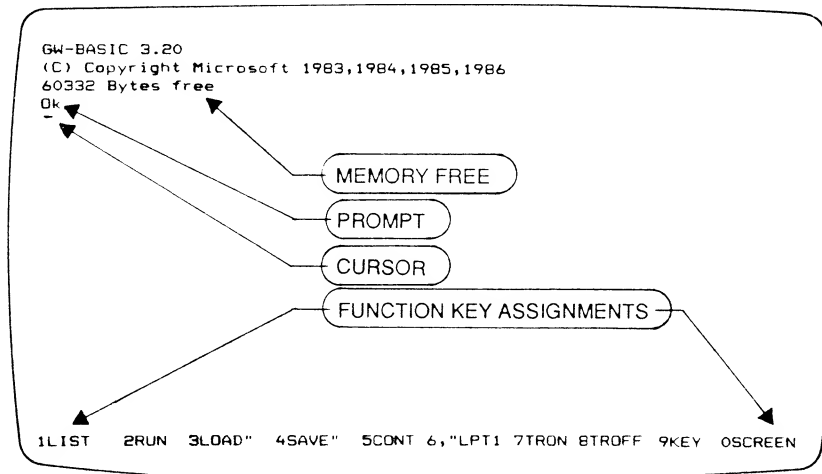 GW-BASIC 3.20
(C) Copyright Microsoft 1983,1984,1985,1986
60332 Bytes free
Ok
-
MEMORY FREE
PROMPT
CURSOR
FUNCTION KEY ASSIGNMENTS
1LIST 2RUN 3LOAD" 4SAVE" 5CONT 6,"LPT1 7TRON 8TROFF 9KEY 0SCREEN